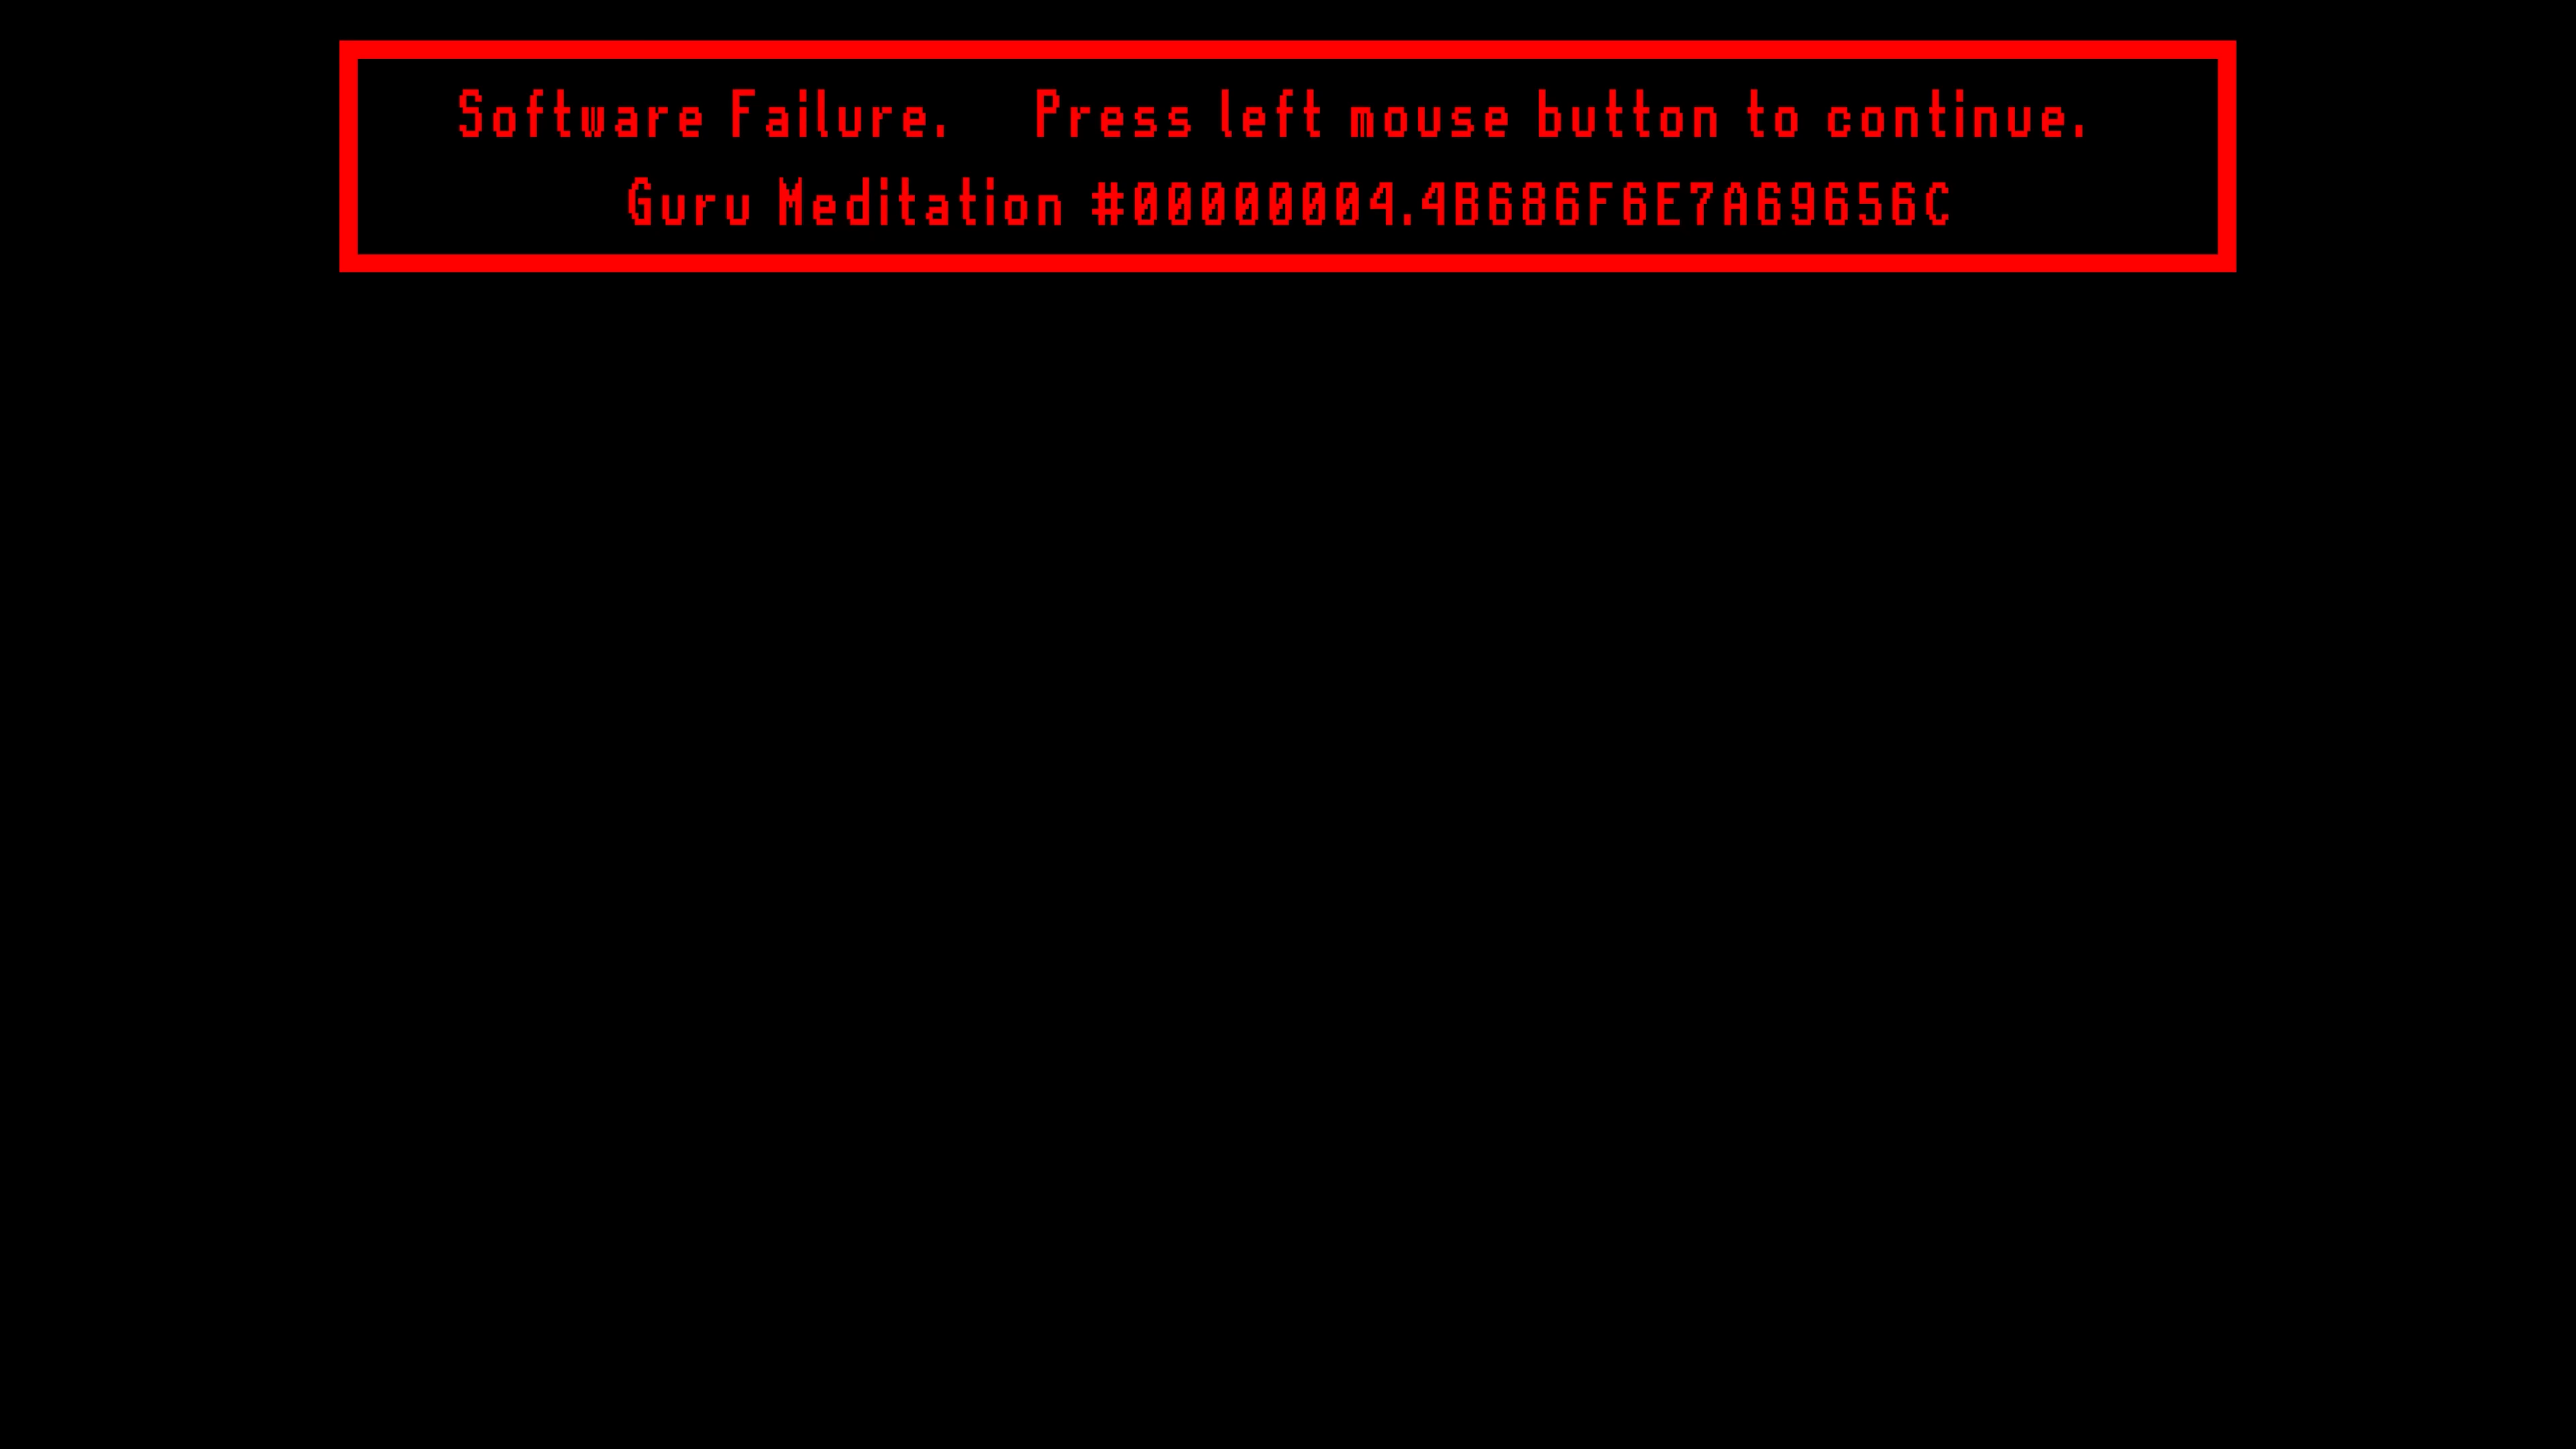 Software Failure.   Press left mouse button to continue.
Guru Meditation #00000004.4B686F6E7A69656C